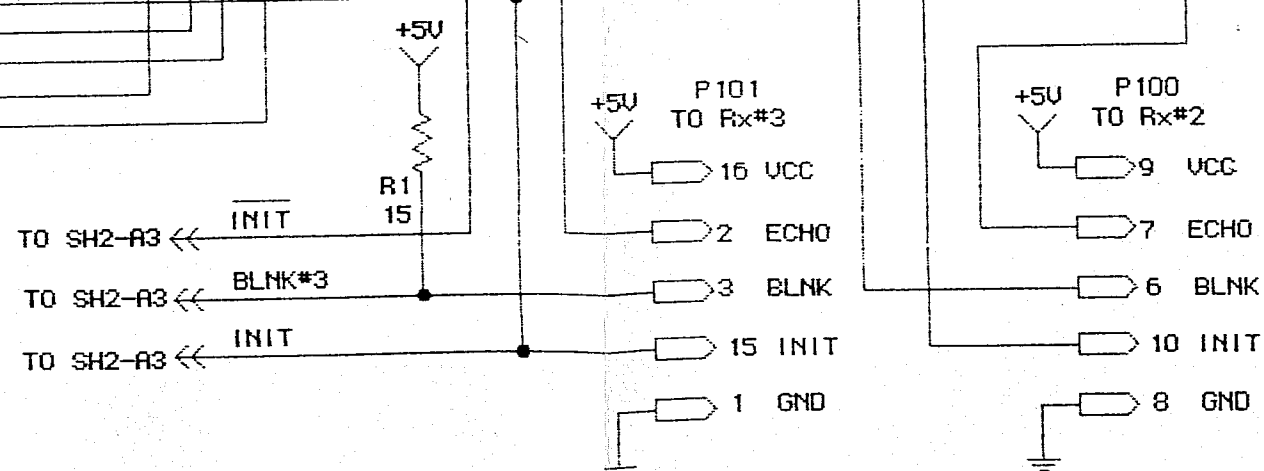 +5V
P101
TO Rx#3
+5V
P100
TO Rx#2
+5V
16 VCC
9 VCC
R1
15
INIT
TO SH2-A3
2 ECHO
7 ECHO
BLNK#3
TO SH2-A3
3 BLNK
6 BLNK
INIT
TO SH2-A3
15 INIT
10 INIT
1 GND
8 GND